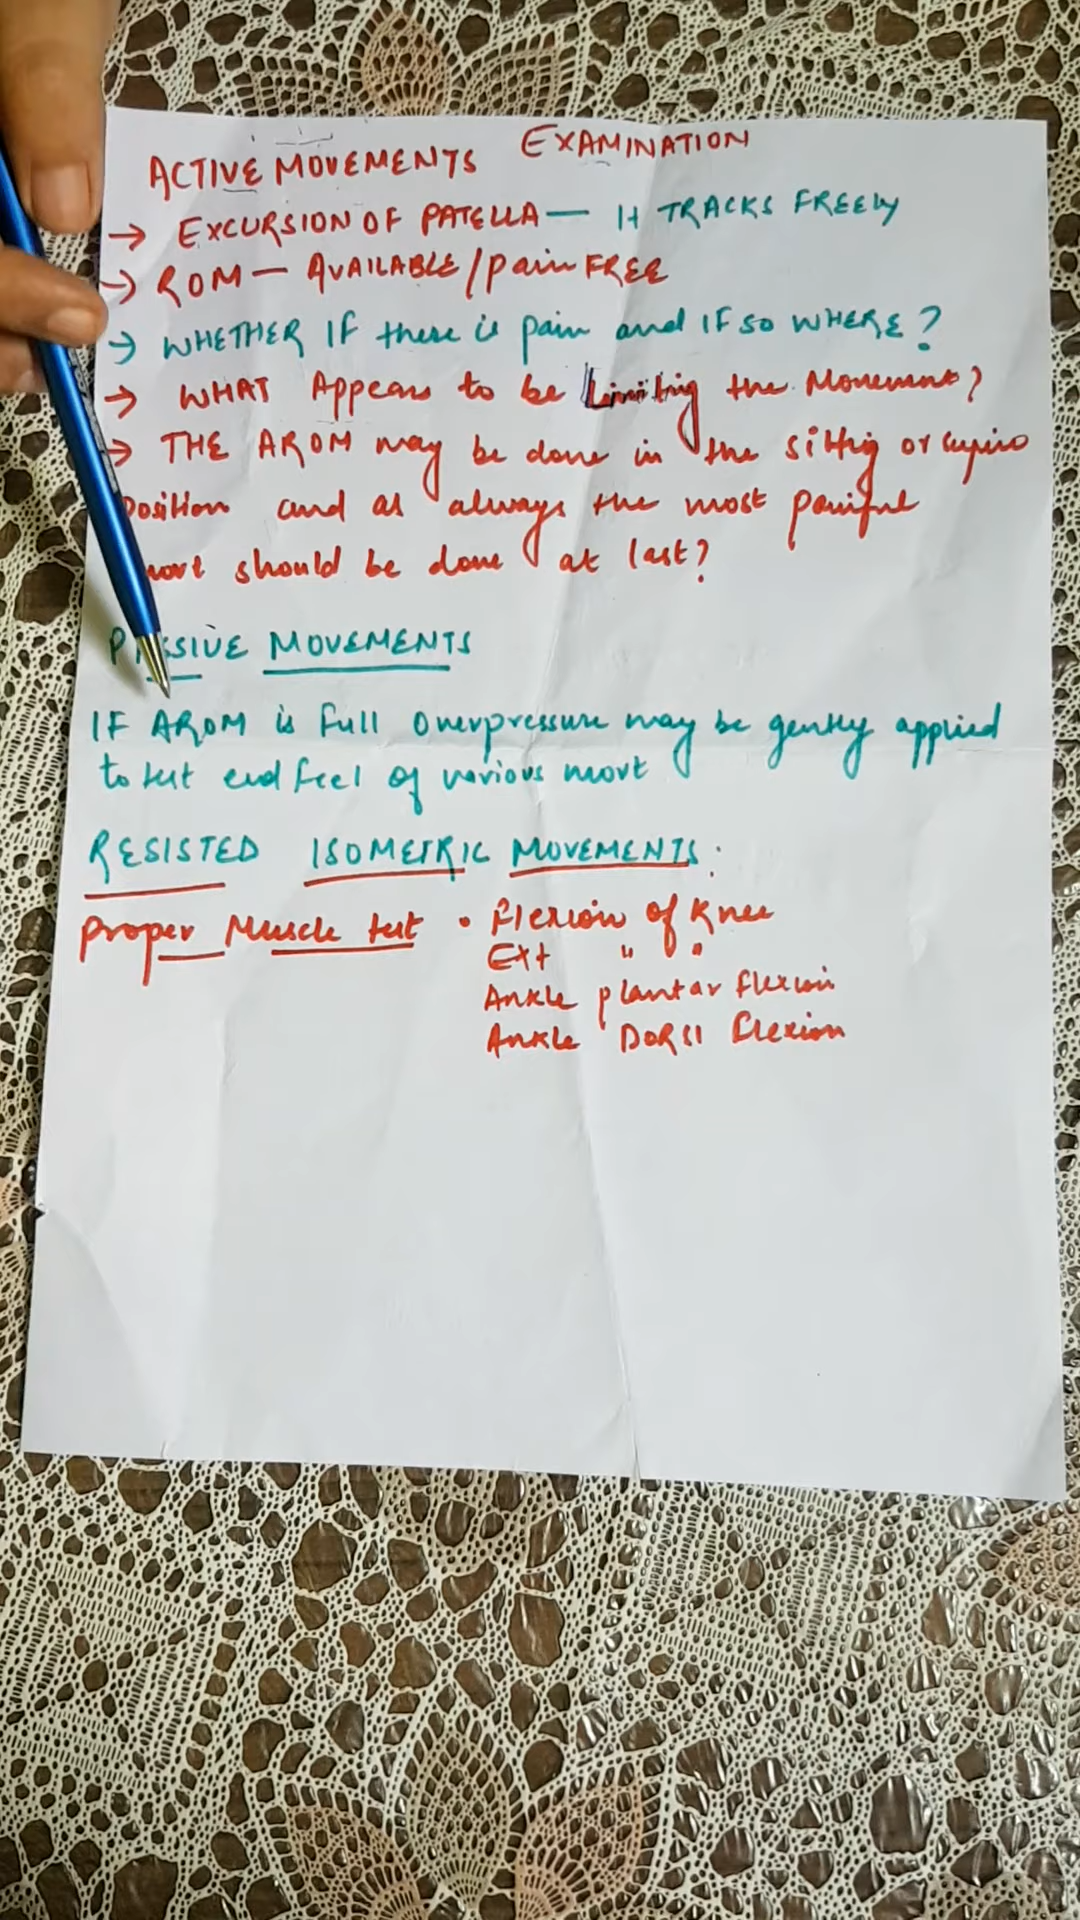 EXAMINATION
ACTIVE MOVEMENTS
→ EXCURSION OF PATELLA — It TRACKS FREELY
→ ROM — AVAILABLE / pain FREE
→ WHETHER IF there is pain and IF SO WHERE?
→ WHAT Appears to be Limiting the Movement?
→ THE AROM may be done in the sitting or supine
position and as always the most painful
movt should be done at last?
PASSIVE MOVEMENTS
IF AROM is full Overpressure may be gently applied
to test end feel of various movt
RESISTED ISOMETRIC MOVEMENTS:
Proper Muscle test • Flexion of Knee
Ext " "
Ankle plantar flexion
Ankle DORSI flexion